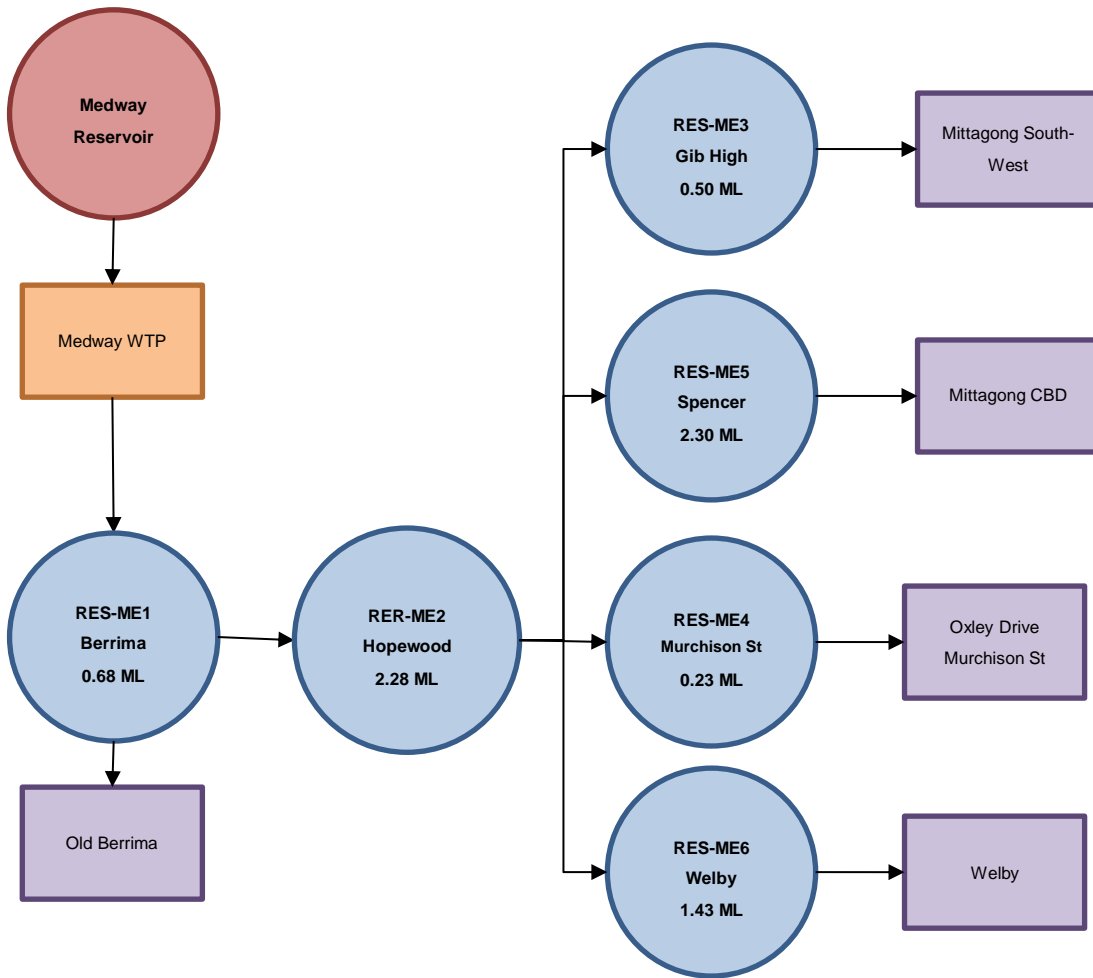 Medway
Reservoir
Medway WTP
RES-ME1
Berrima
0.68 ML
Old Berrima
RER-ME2
Hopewood
2.28 ML
RES-ME3
Gib High
0.50 ML
Mittagong South-
West
RES-ME5
Spencer
2.30 ML
Mittagong CBD
RES-ME4
Murchison St
0.23 ML
Oxley Drive
Murchison St
RES-ME6
Welby
1.43 ML
Welby